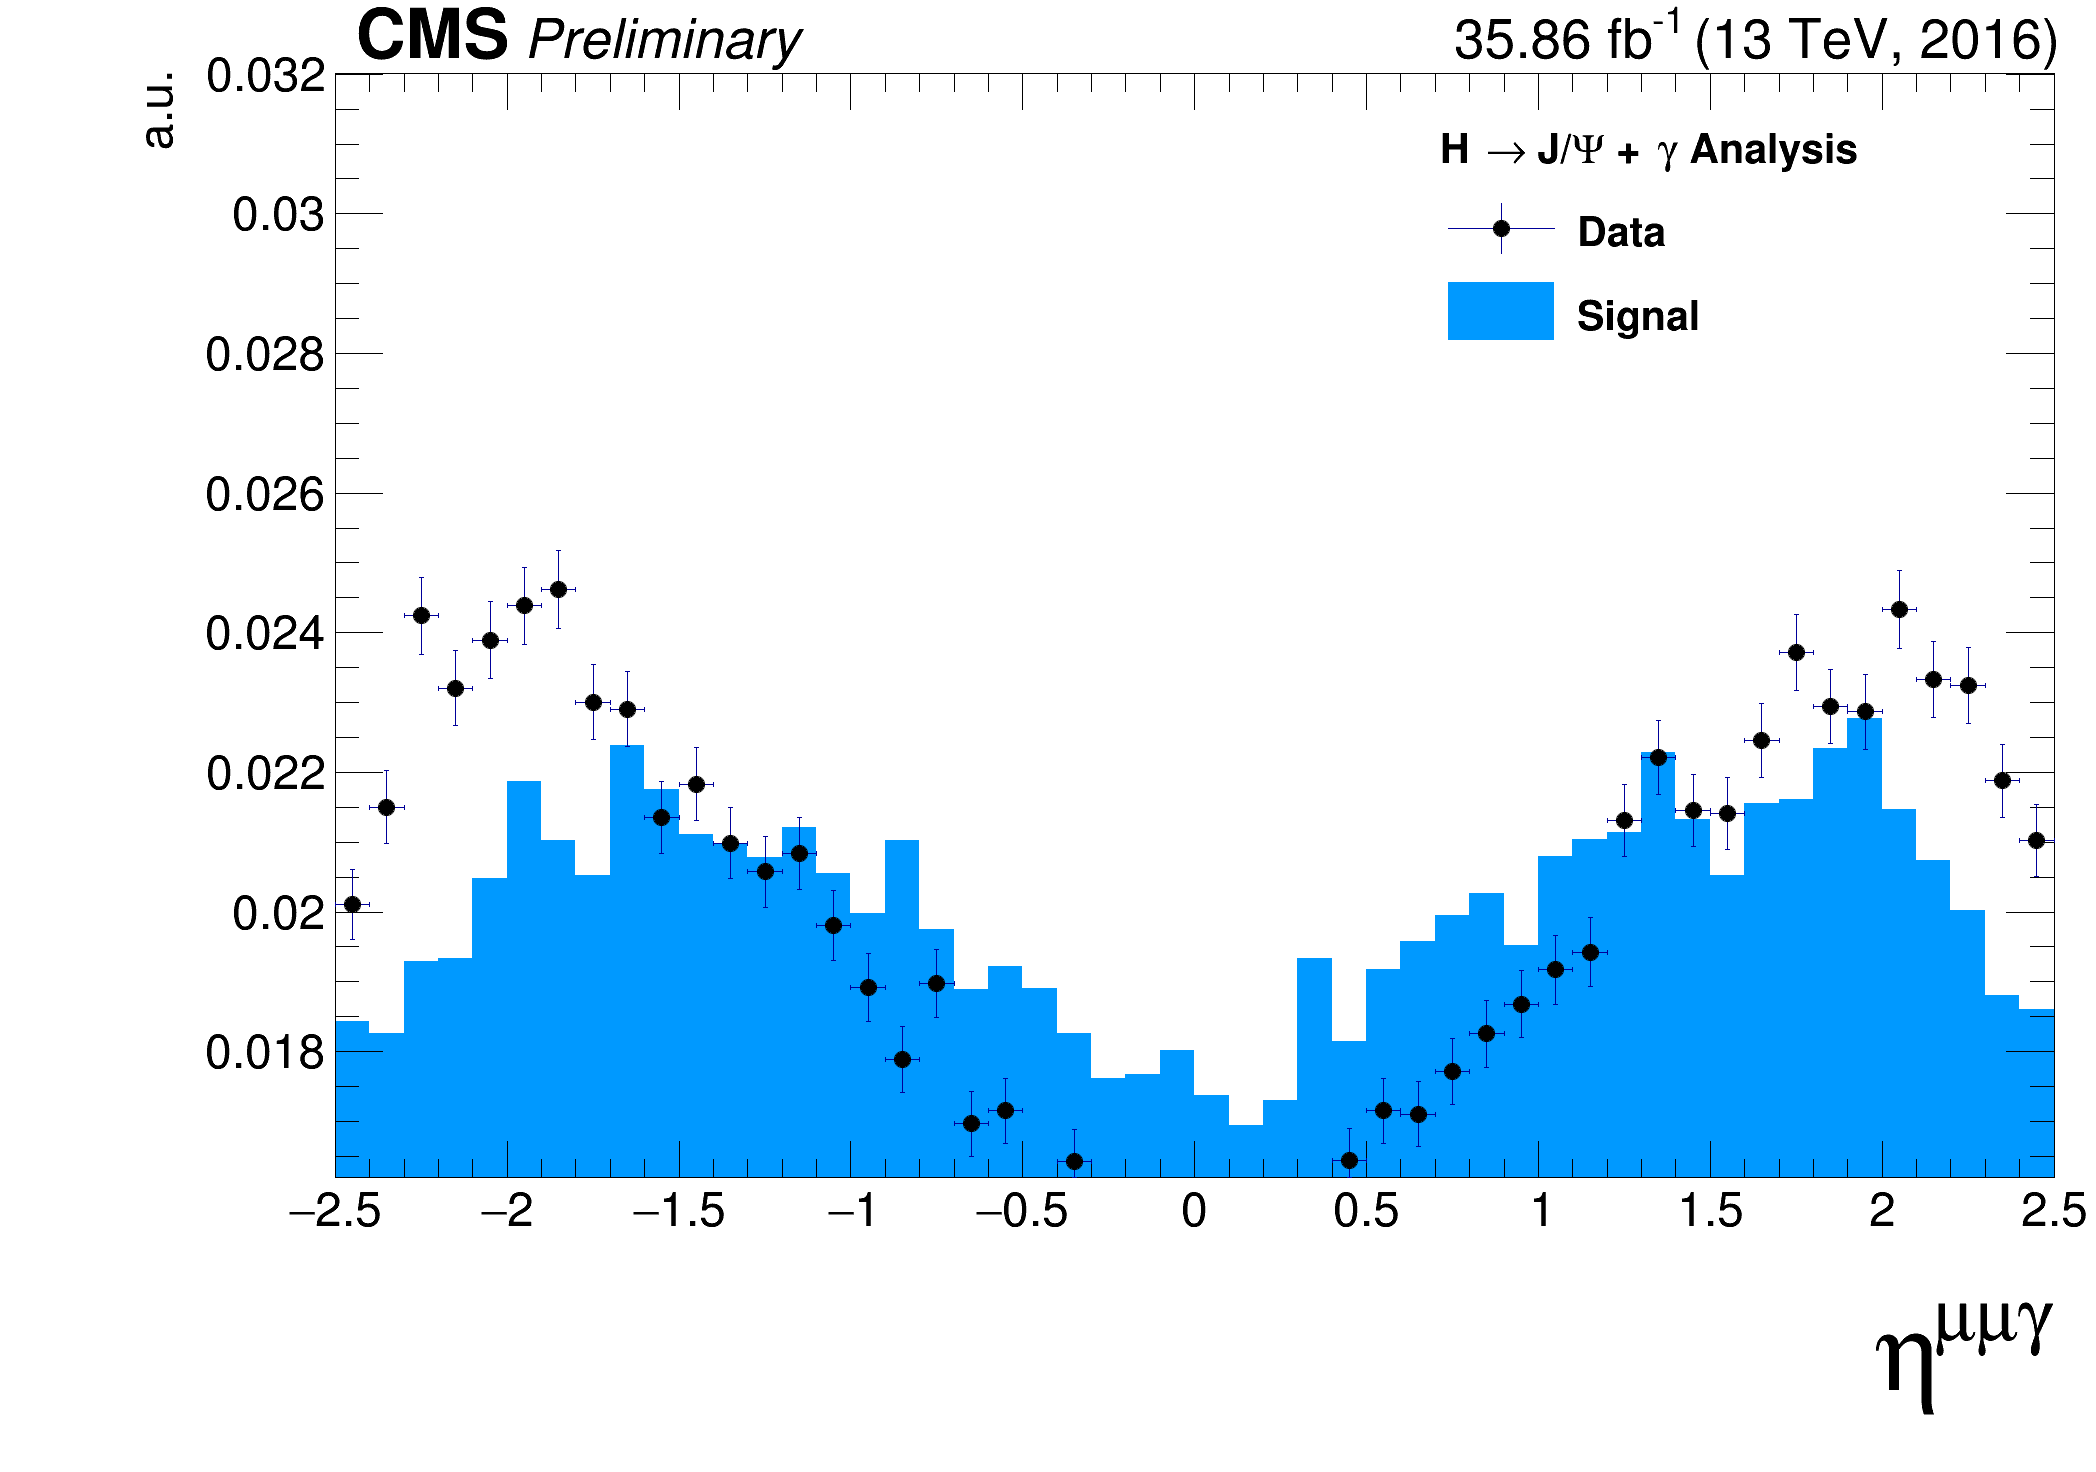 CMS Preliminary
35.86 fb⁻¹ (13 TeV, 2016)
a.u.
0.032
0.03
0.028
0.026
0.024
0.022
0.02
0.018
H → J/Ψ + γ Analysis
Data
Signal
−2.5 −2 −1.5 −1 −0.5 0 0.5 1 1.5 2 2.5
η^μμγ